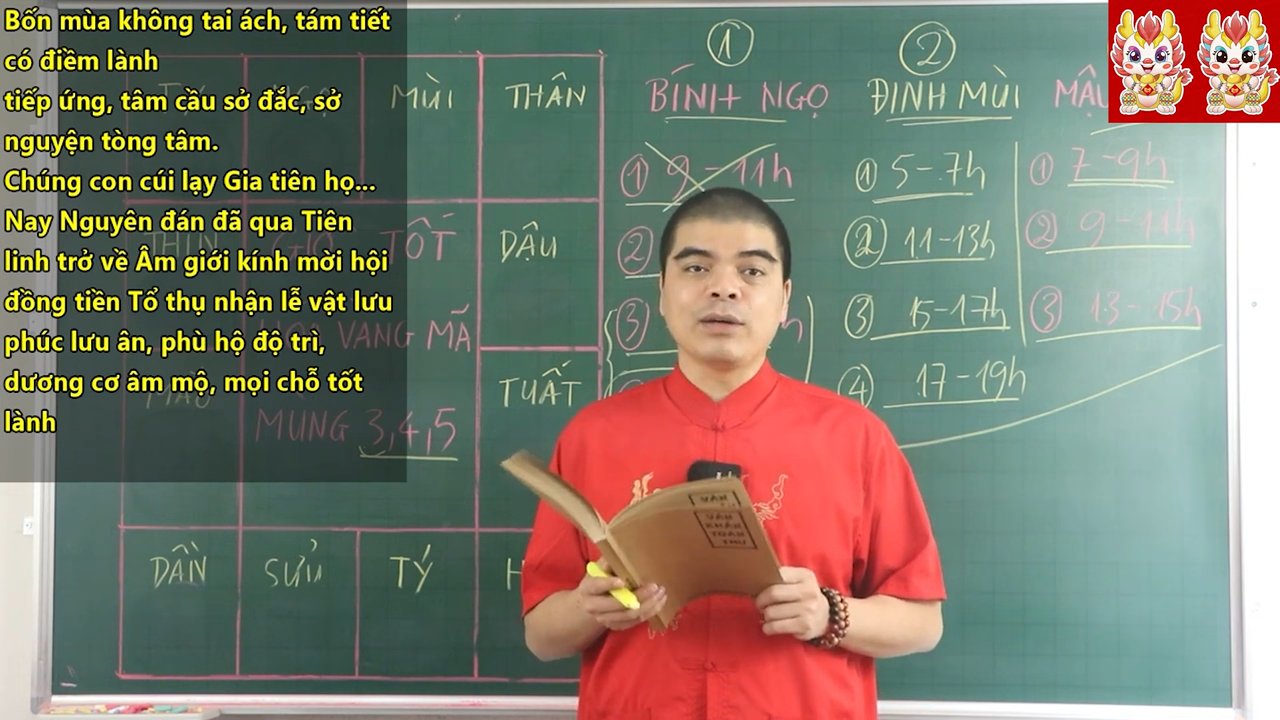 Bốn mùa không tai ách, tám tiết
có điềm lành
tiếp ứng, tâm cầu sở đắc, sở
nguyện tòng tâm.
Chúng con cúi lạy Gia tiên họ...
Nay Nguyên đán đã qua Tiên
linh trở về Âm giới kính mời hội
đồng tiền Tổ thụ nhận lễ vật lưu
phúc lưu ân, phù hộ độ trì,
dương cơ âm mộ, mọi chỗ tốt
lành
MÙI
THÂN
TỐT
DẬU
VANG MÃ
TUẤT
MUNG 3,4,5
DẦN
SỬU
TÝ
1
BÍNH NGỌ
1 9-11h
2
3
2
ĐINH MÙI
1 5-7h
2 11-13h
3 15-17h
4 17-19h
MẬU
1 7-9h
2 9-11h
3 13-15h
VĂN
KHẤN
TOÀN
THƯ